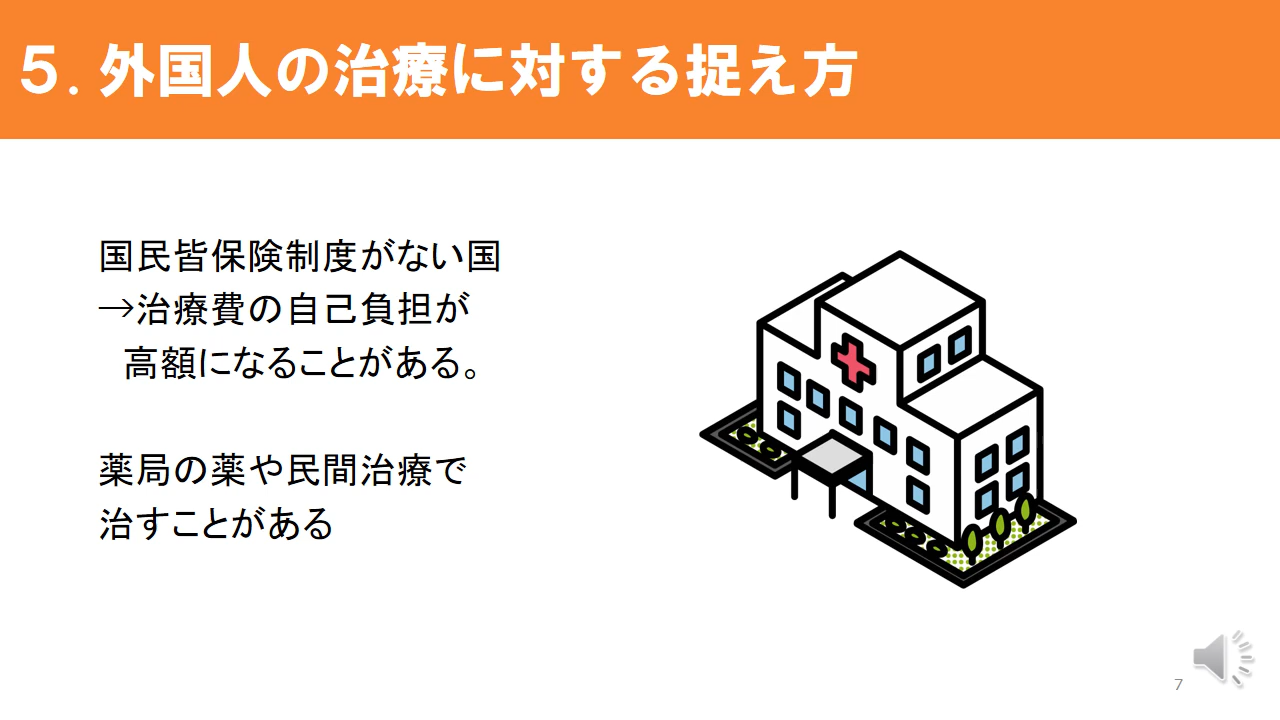 ５．外国人の治療に対する捉え方
国民皆保険制度がない国
→治療費の自己負担が
高額になることがある。
薬局の薬や民間治療で
治すことがある
7